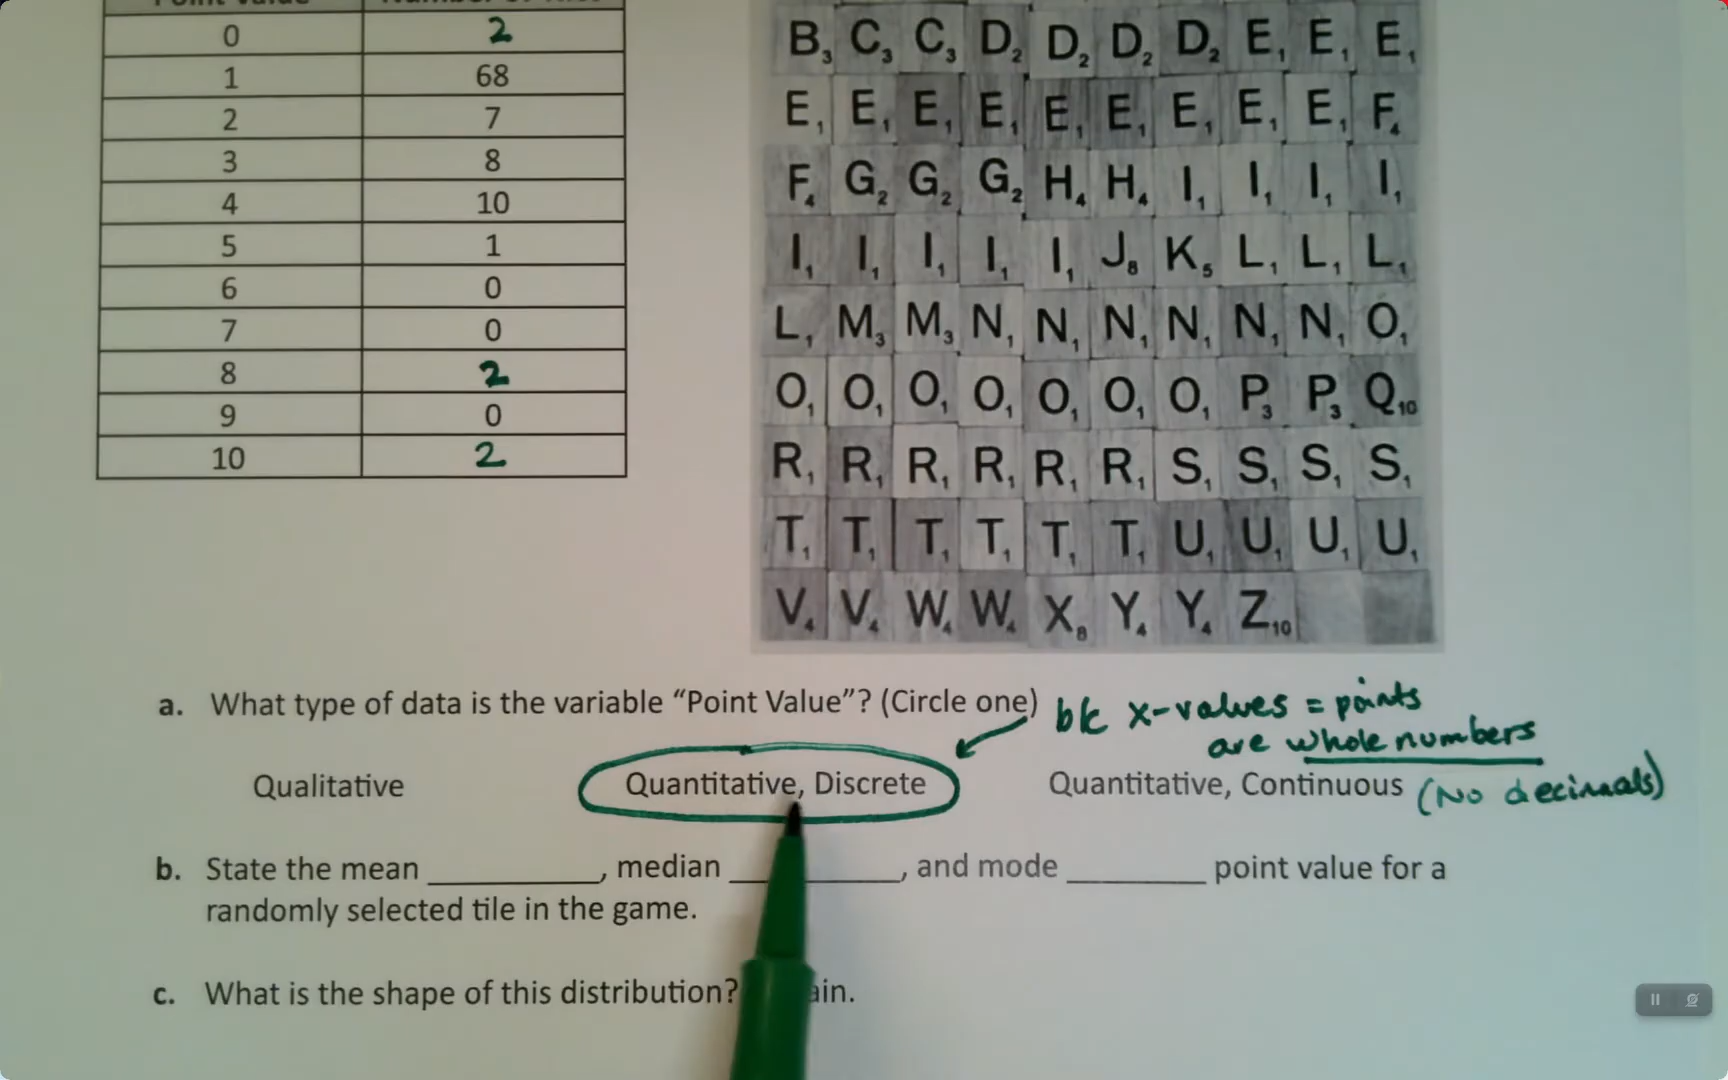 0 2
1 68
2 7
3 8
4 10
5 1
6 0
7 0
8 2
9 0
10 2
B3 C3 C3 D2 D2 D2 D2 E1 E1 E1
E1 E1 E1 E1 E1 E1 E1 E1 E1 F4
F4 G2 G2 G2 H4 H4 I1 I1 I1 I1
I1 I1 I1 I1 I1 J8 K5 L1 L1 L1
L1 M3 M3 N1 N1 N1 N1 N1 N1 O1
O1 O1 O1 O1 O1 O1 O1 P3 P3 Q10
R1 R1 R1 R1 R1 R1 S1 S1 S1 S1
T1 T1 T1 T1 T1 T1 U1 U1 U1 U1
V4 V4 W4 W4 X8 Y4 Y4 Z10
a. What type of data is the variable “Point Value”? (Circle one)
b/c x-values = points
are whole numbers
(No decimals)
Qualitative Quantitative, Discrete Quantitative, Continuous
b. State the mean ________, median ________, and mode ________ point value for a
randomly selected tile in the game.
c. What is the shape of this distribution?